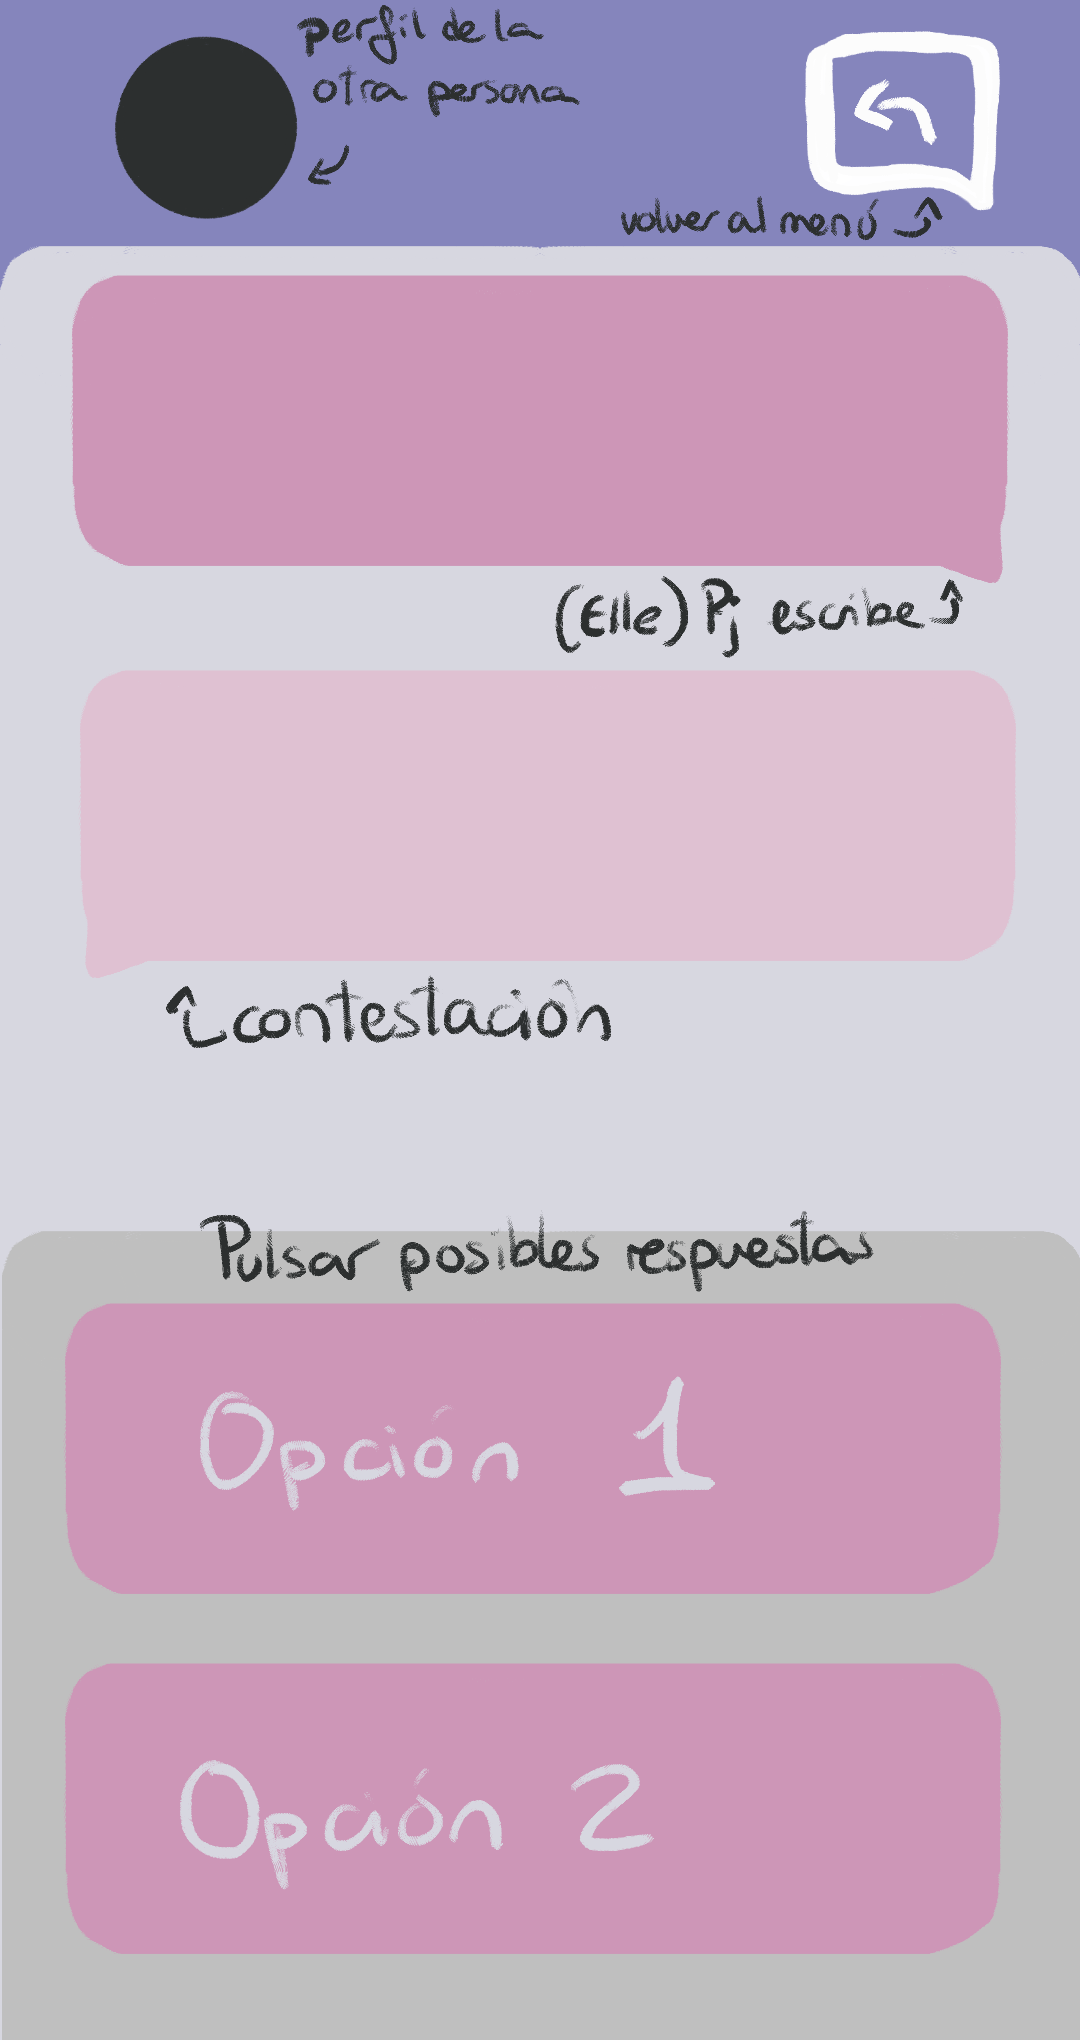 perfil de la
otra persona
volver al menú
(Elle) Pj escribe
contestación
Pulsar posibles respuestas
Opción 1
Opción 2